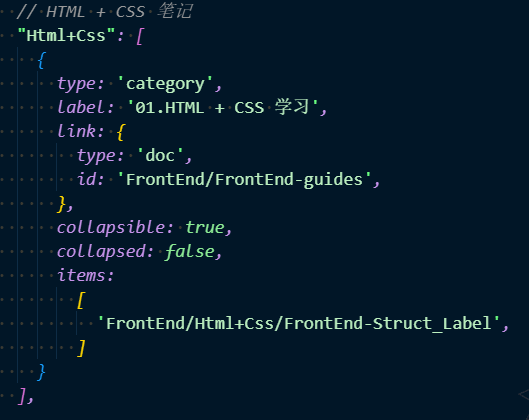 // HTML + CSS 笔记
"Html+Css": [
{
type: 'category',
label: '01.HTML + CSS 学习',
link: {
type: 'doc',
id: 'FrontEnd/FrontEnd-guides',
},
collapsible: true,
collapsed: false,
items:
[
'FrontEnd/Html+Css/FrontEnd-Struct_Label',
]
}
],